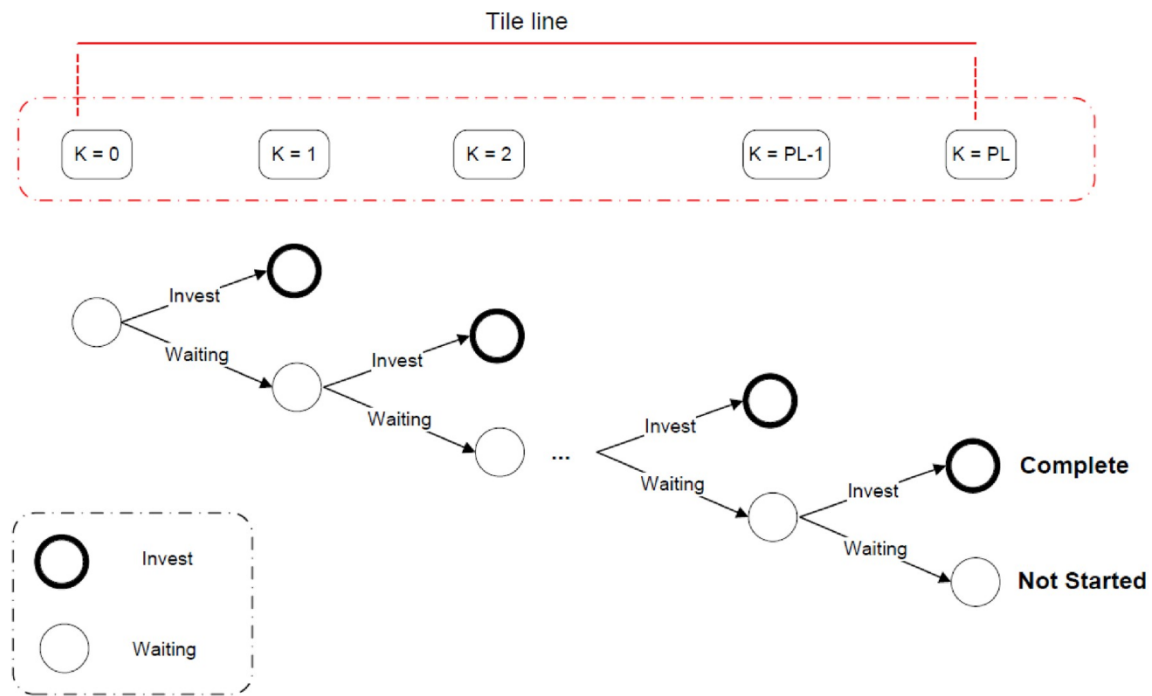 Tile line
K = 0
K = 1
K = 2
K = PL-1
K = PL
Invest
Waiting
Invest
Waiting
...
Invest
Waiting
Invest
Waiting
Complete
Not Started
Invest
Waiting